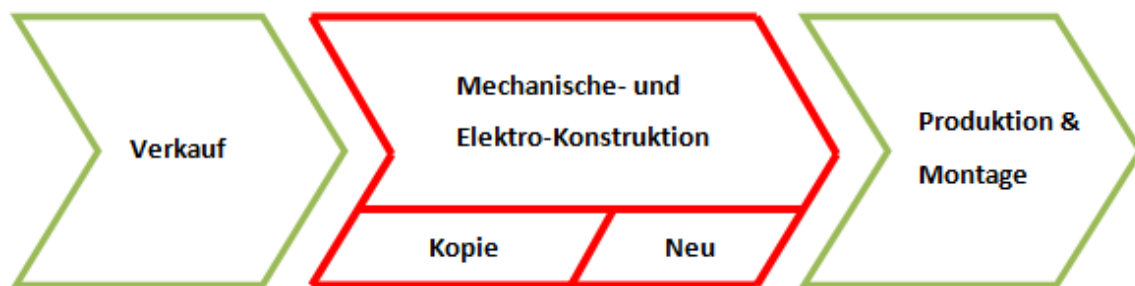 Verkauf
Mechanische- und
Elektro-Konstruktion
Kopie
Neu
Produktion &
Montage